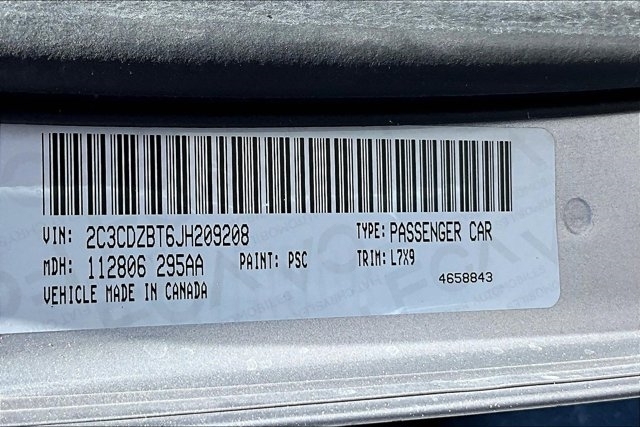 VIN: 2C3CDZBT6JH209208 TYPE: PASSENGER CAR
MDH: 112806 295AA PAINT: PSC TRIM: L7X9
VEHICLE MADE IN CANADA 4658843